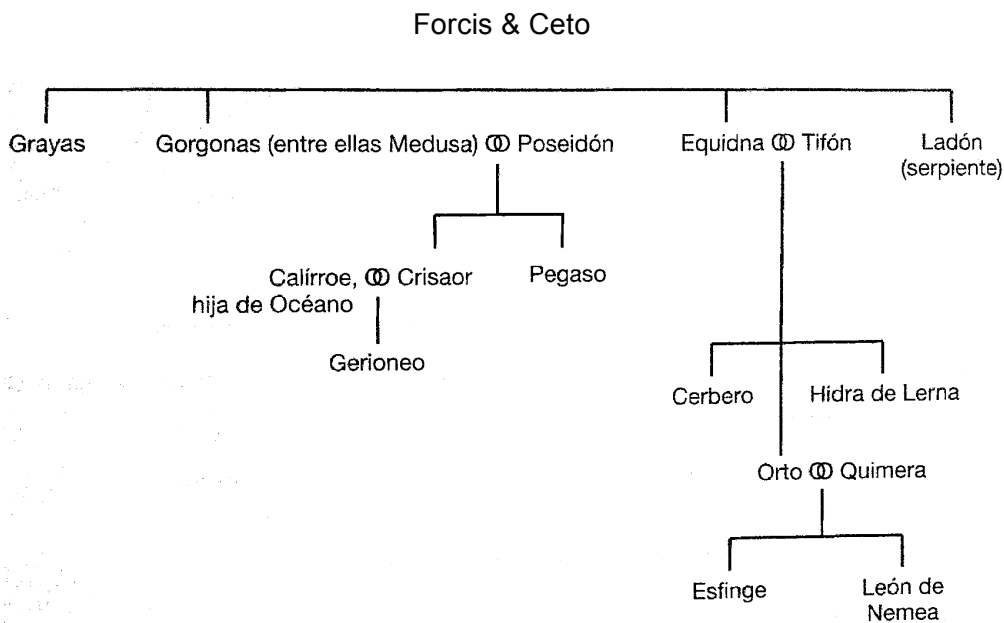 Forcis & Ceto
Grayas
Gorgonas (entre ellas Medusa) ⚭ Poseidón
Equidna ⚭ Tifón
Ladón
(serpiente)
Calírroe, ⚭ Crisaor
hija de Océano
Pegaso
Gerioneo
Cerbero
Hidra de Lerna
Orto ⚭ Quimera
Esfinge
León de
Nemea